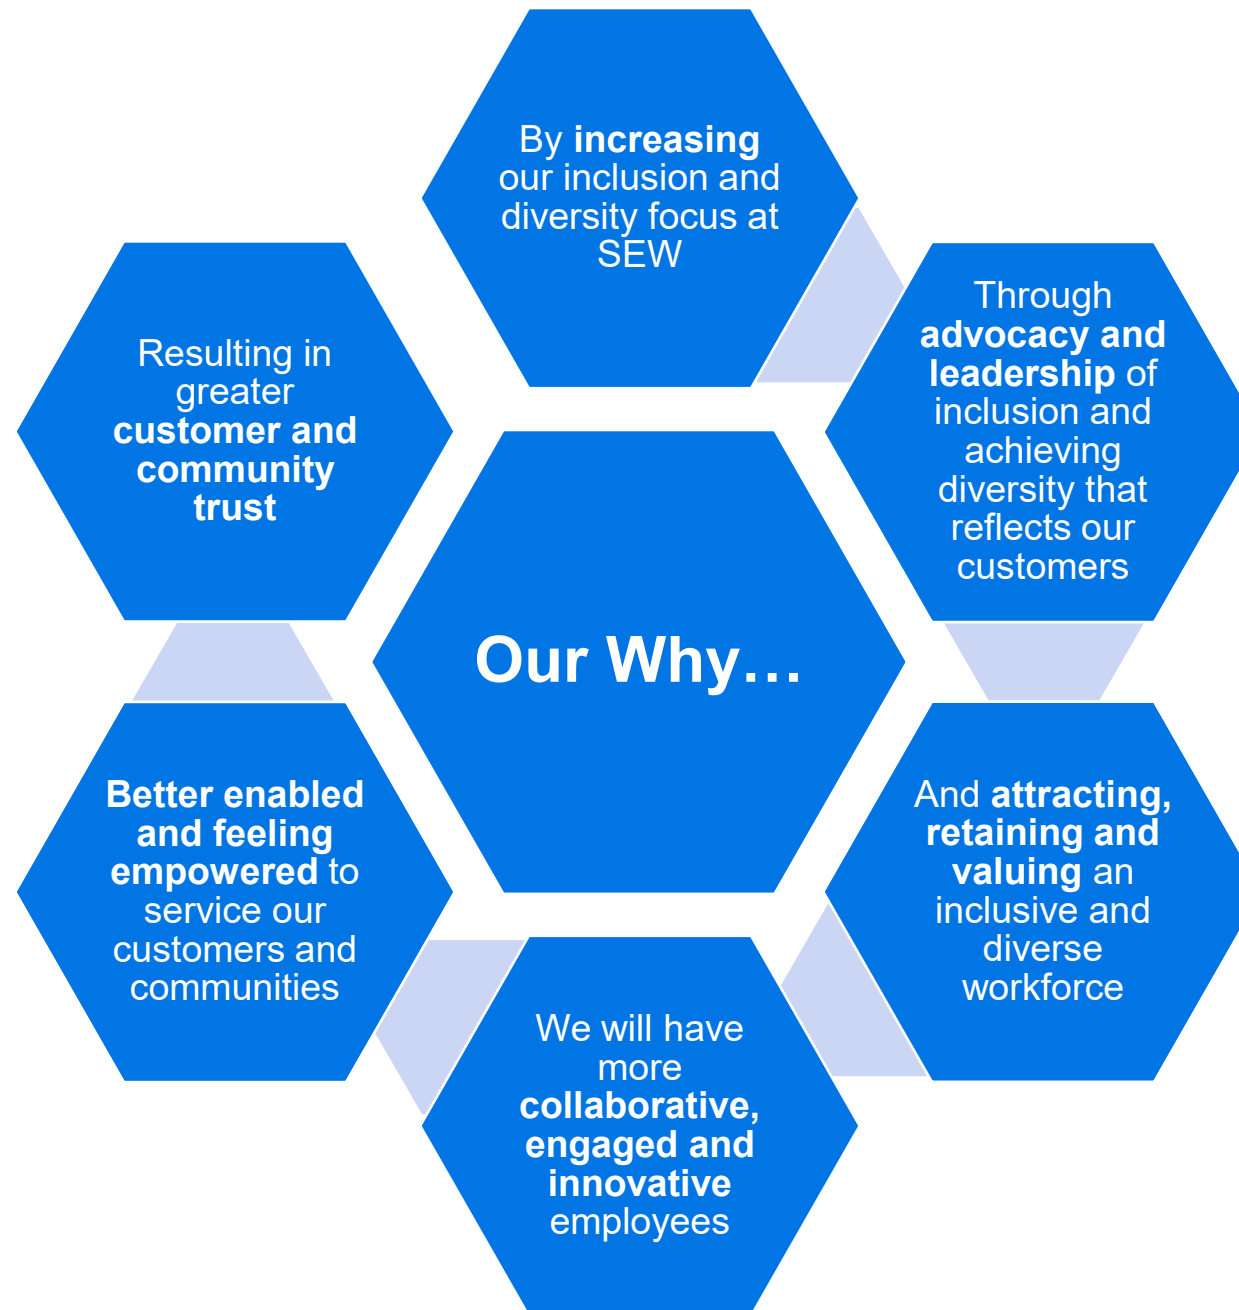 By increasing
our inclusion and
diversity focus at
SEW
Through
advocacy and
leadership of
inclusion and
achieving
diversity that
reflects our
customers
And attracting,
retaining and
valuing an
inclusive and
diverse
workforce
We will have
more
collaborative,
engaged and
innovative
employees
Better enabled
and feeling
empowered to
service our
customers and
communities
Resulting in
greater
customer and
community
trust
Our Why…